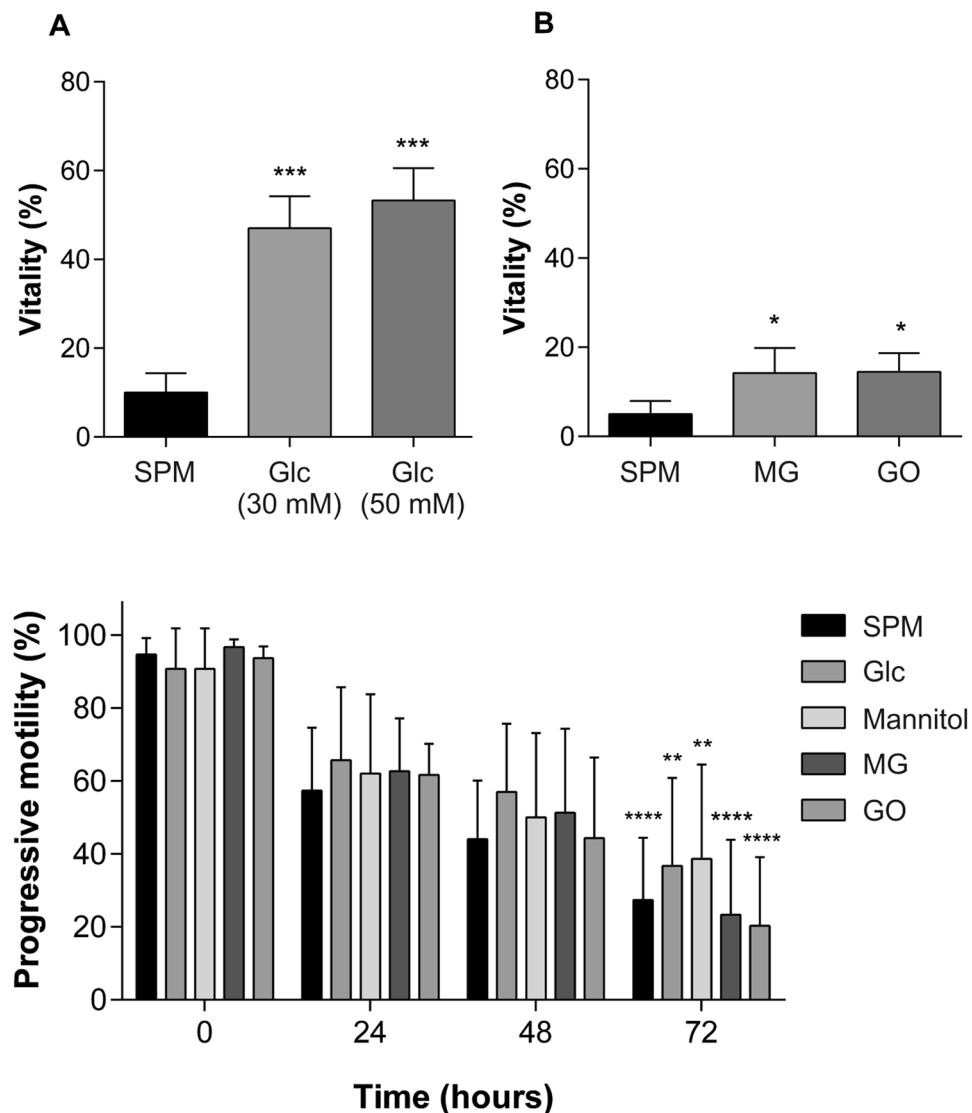 A
Vitality (%)
80
60
40
20
0
***
***
SPM
Glc
(30 mM)
Glc
(50 mM)
B
Vitality (%)
80
60
40
20
0
*
*
SPM
MG
GO
Progressive motility (%)
100
80
60
40
20
0
****
**
**
****
****
0
24
48
72
Time (hours)
SPM
Glc
Mannitol
MG
GO